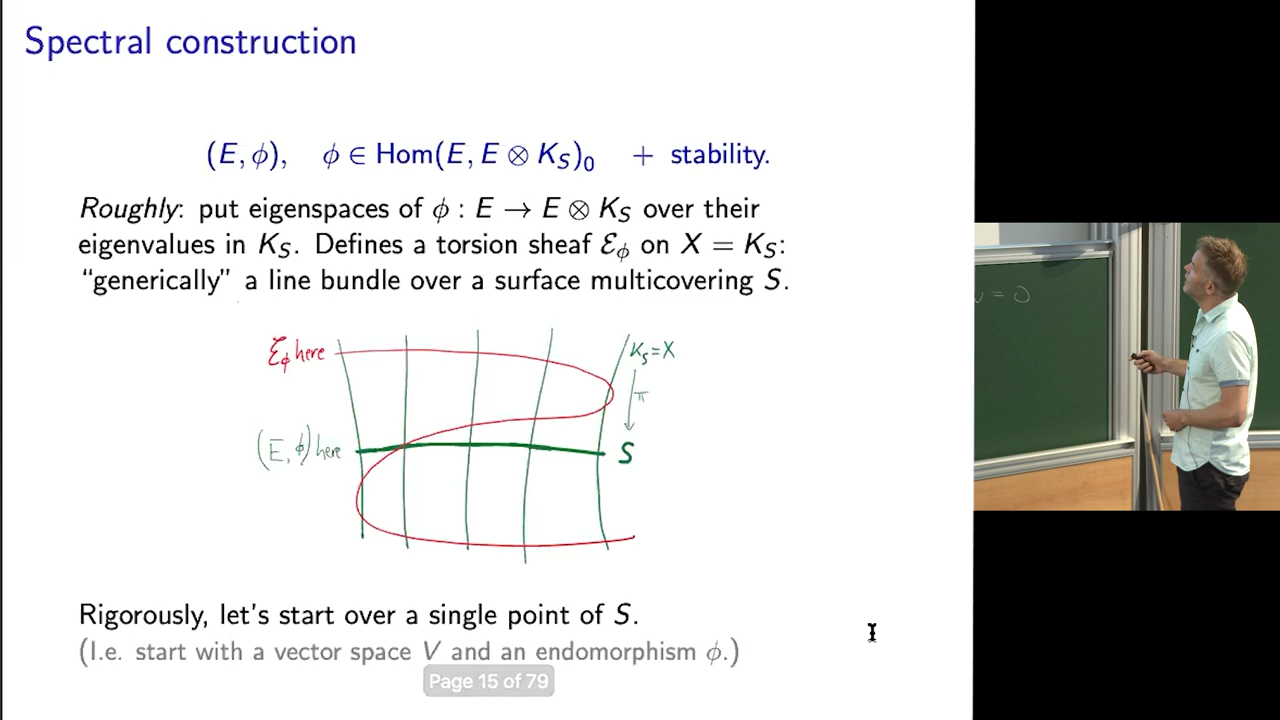 Spectral construction
(E, ϕ), ϕ ∈ Hom(E, E ⊗ K_S)_0 + stability.
Roughly: put eigenspaces of ϕ : E → E ⊗ K_S over their
eigenvalues in K_S. Defines a torsion sheaf ℰ_ϕ on X = K_S:
“generically” a line bundle over a surface multicovering S.
ℰ_ϕ here
K_S = X
π
(E, ϕ) here
S
Rigorously, let's start over a single point of S.
(I.e. start with a vector space V and an endomorphism ϕ.)
Page 15 of 79
= 0